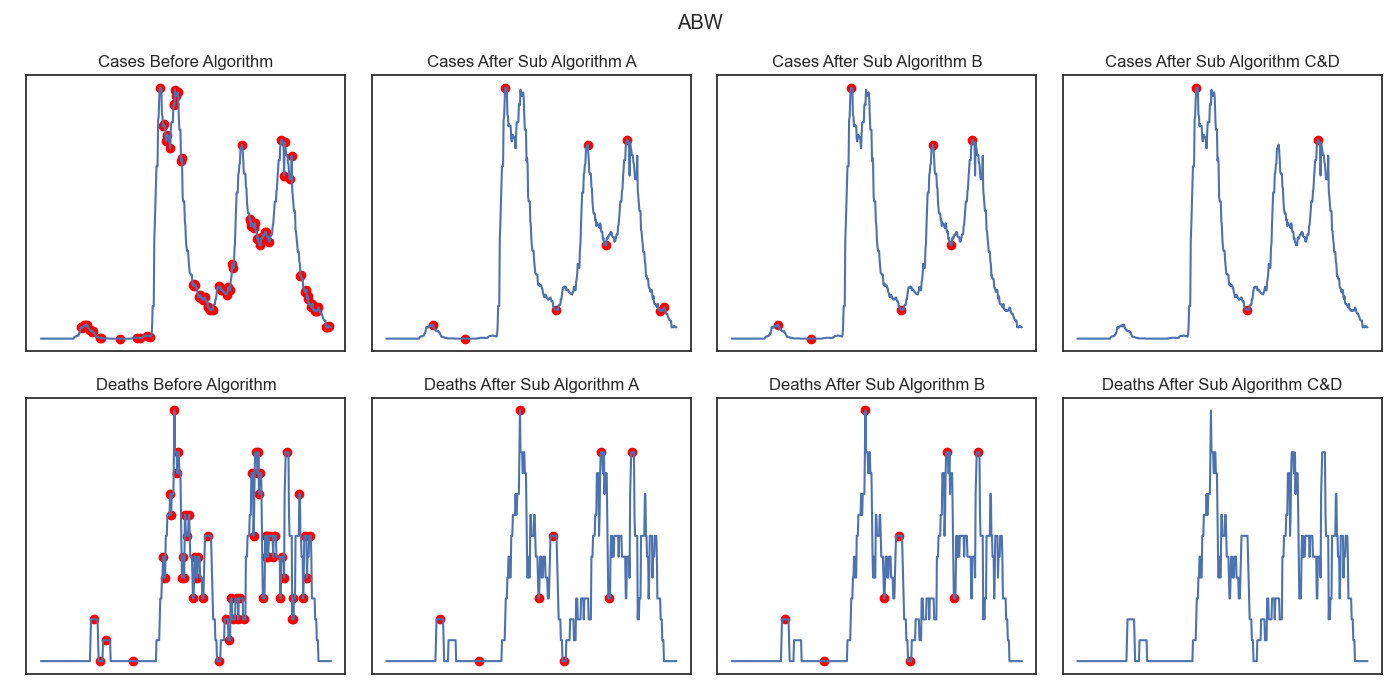 ABW
Cases Before Algorithm
Cases After Sub Algorithm A
Cases After Sub Algorithm B
Cases After Sub Algorithm C&D
Deaths Before Algorithm
Deaths After Sub Algorithm A
Deaths After Sub Algorithm B
Deaths After Sub Algorithm C&D